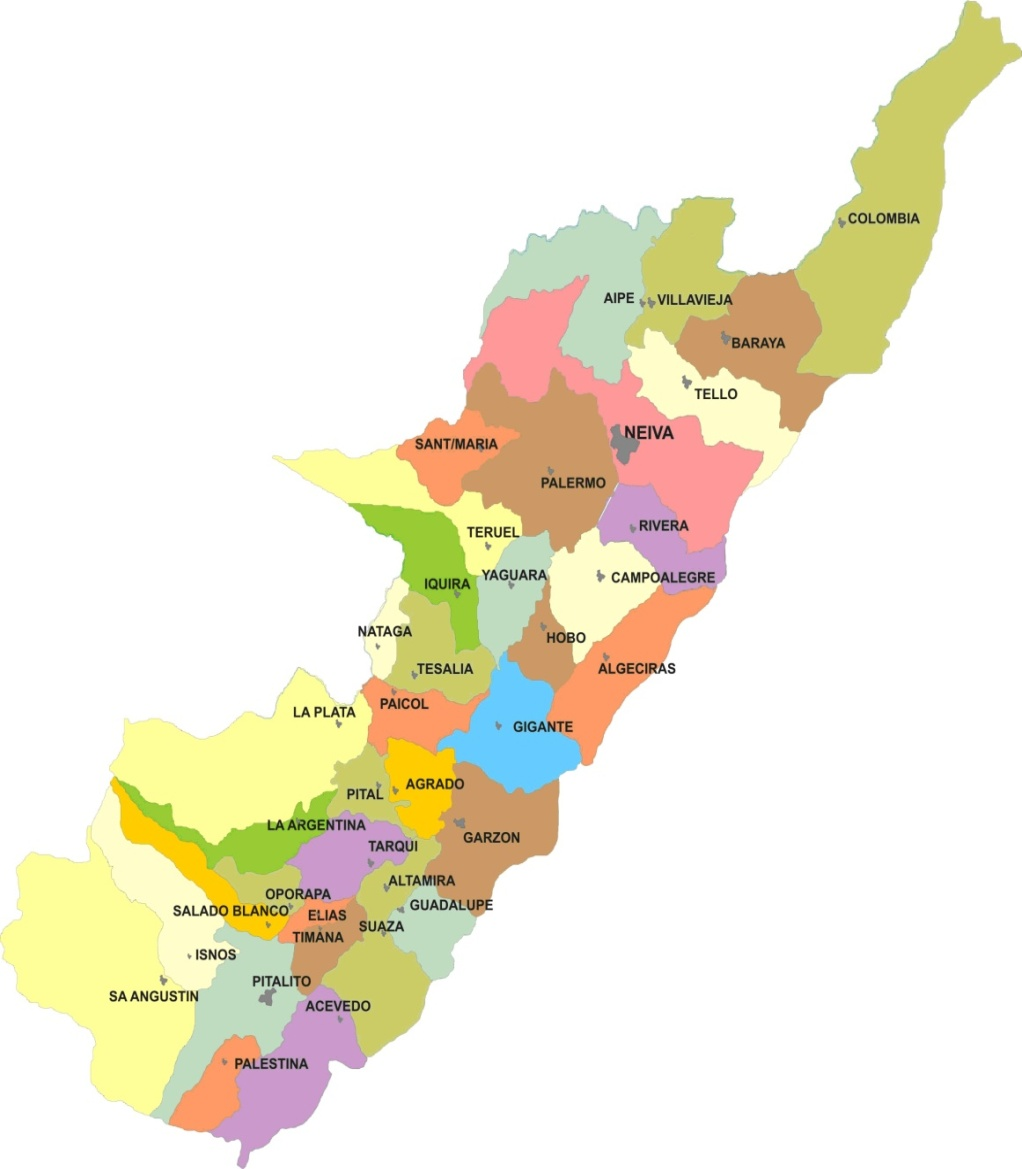 COLOMBIA
AIPE
VILLAVIEJA
BARAYA
TELLO
NEIVA
SANT/MARIA
PALERMO
RIVERA
TERUEL
YAGUARA
CAMPOALEGRE
IQUIRA
NATAGA
HOBO
TESALIA
ALGECIRAS
PAICOL
LA PLATA
GIGANTE
PITAL
AGRADO
LA ARGENTINA
GARZON
TARQUI
ALTAMIRA
OPORAPA
GUADALUPE
SALADO BLANCO
ELIAS
SUAZA
TIMANA
ISNOS
PITALITO
SA ANGUSTIN
ACEVEDO
PALESTINA